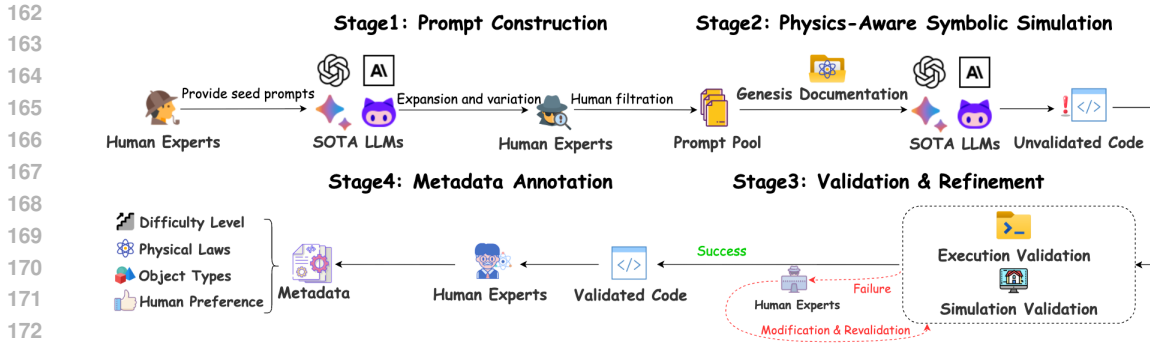 162
163
164
165
166
167
168
169
170
171
172
Stage1: Prompt Construction
Stage2: Physics-Aware Symbolic Simulation
Provide seed prompts
Expansion and variation
Human filtration
Genesis Documentation
Human Experts
SOTA LLMs
Human Experts
Prompt Pool
SOTA LLMs
Unvalidated Code
Stage4: Metadata Annotation
Stage3: Validation & Refinement
Difficulty Level
Physical Laws
Object Types
Human Preference
Metadata
Human Experts
Validated Code
Success
Failure
Human Experts
Modification & Revalidation
Execution Validation
Simulation Validation